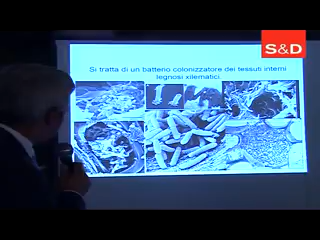 S&D
Si tratta di un batterio colonizzatore dei tessuti interni
legnosi xilematici.